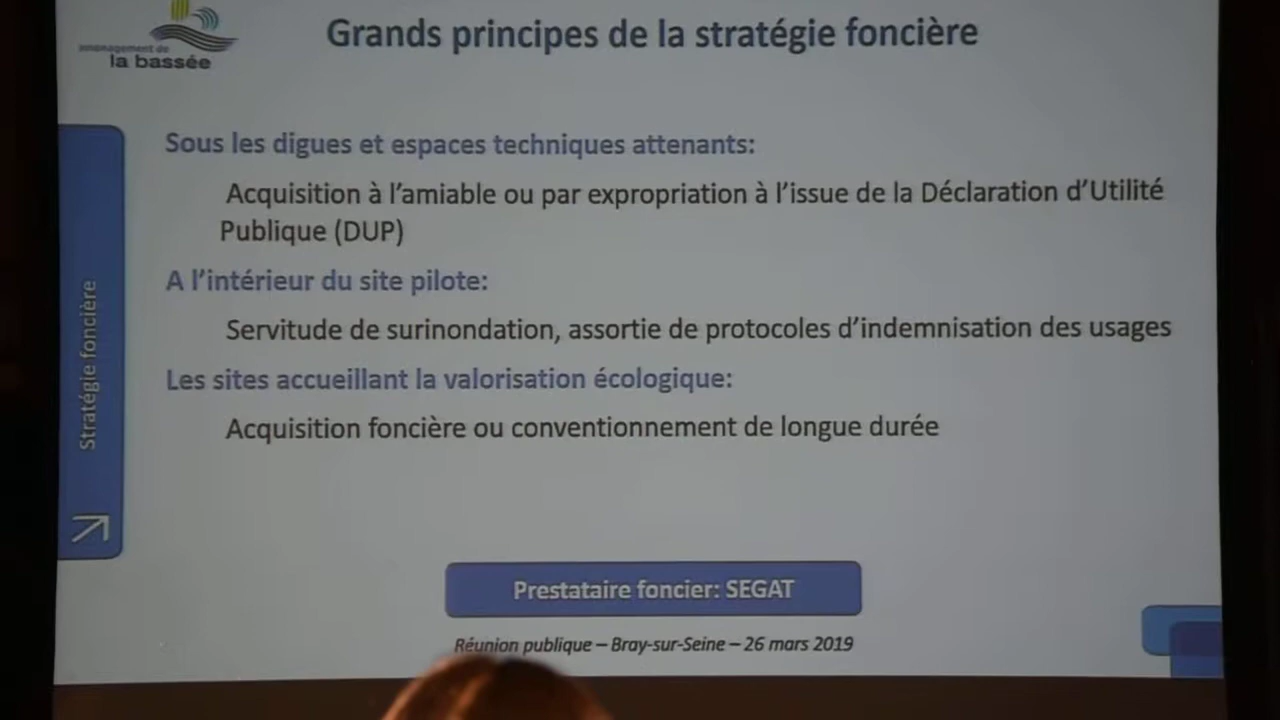 aménagement de
la bassée
Grands principes de la stratégie foncière
Sous les digues et espaces techniques attenants:
Acquisition à l'amiable ou par expropriation à l'issue de la Déclaration d'Utilité
Publique (DUP)
A l'intérieur du site pilote:
Servitude de surinondation, assortie de protocoles d'indemnisation des usages
Les sites accueillant la valorisation écologique:
Acquisition foncière ou conventionnement de longue durée
Stratégie foncière
Prestataire foncier: SEGAT
Réunion publique – Bray-sur-Seine – 26 mars 2019